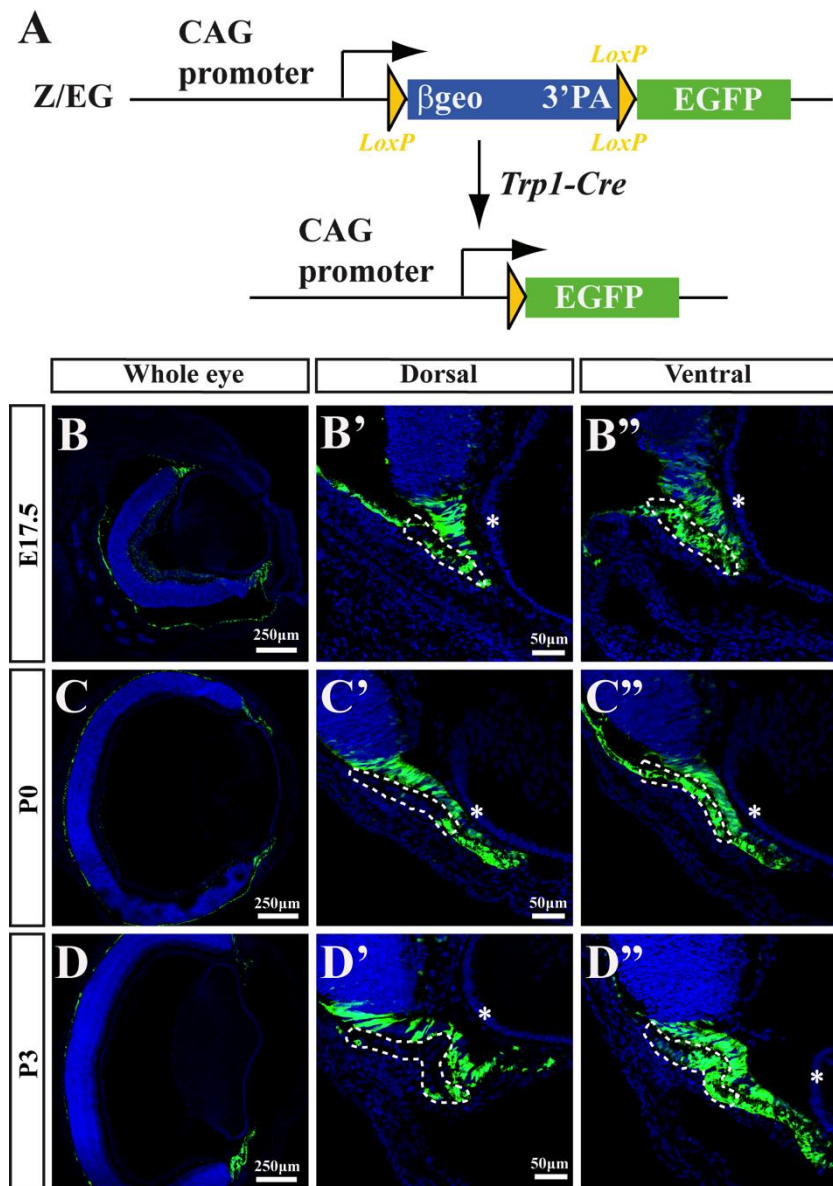 A
CAG
promoter
LoxP
Z/EG
βgeo 3’PA EGFP
LoxP LoxP
Trp1-Cre
CAG
promoter
EGFP
Whole eye Dorsal Ventral
E17.5
B B’ B”
* *
250µm 50µm
P0
C C’ C”
* *
250µm 50µm
P3
D D’ D”
* *
250µm 50µm